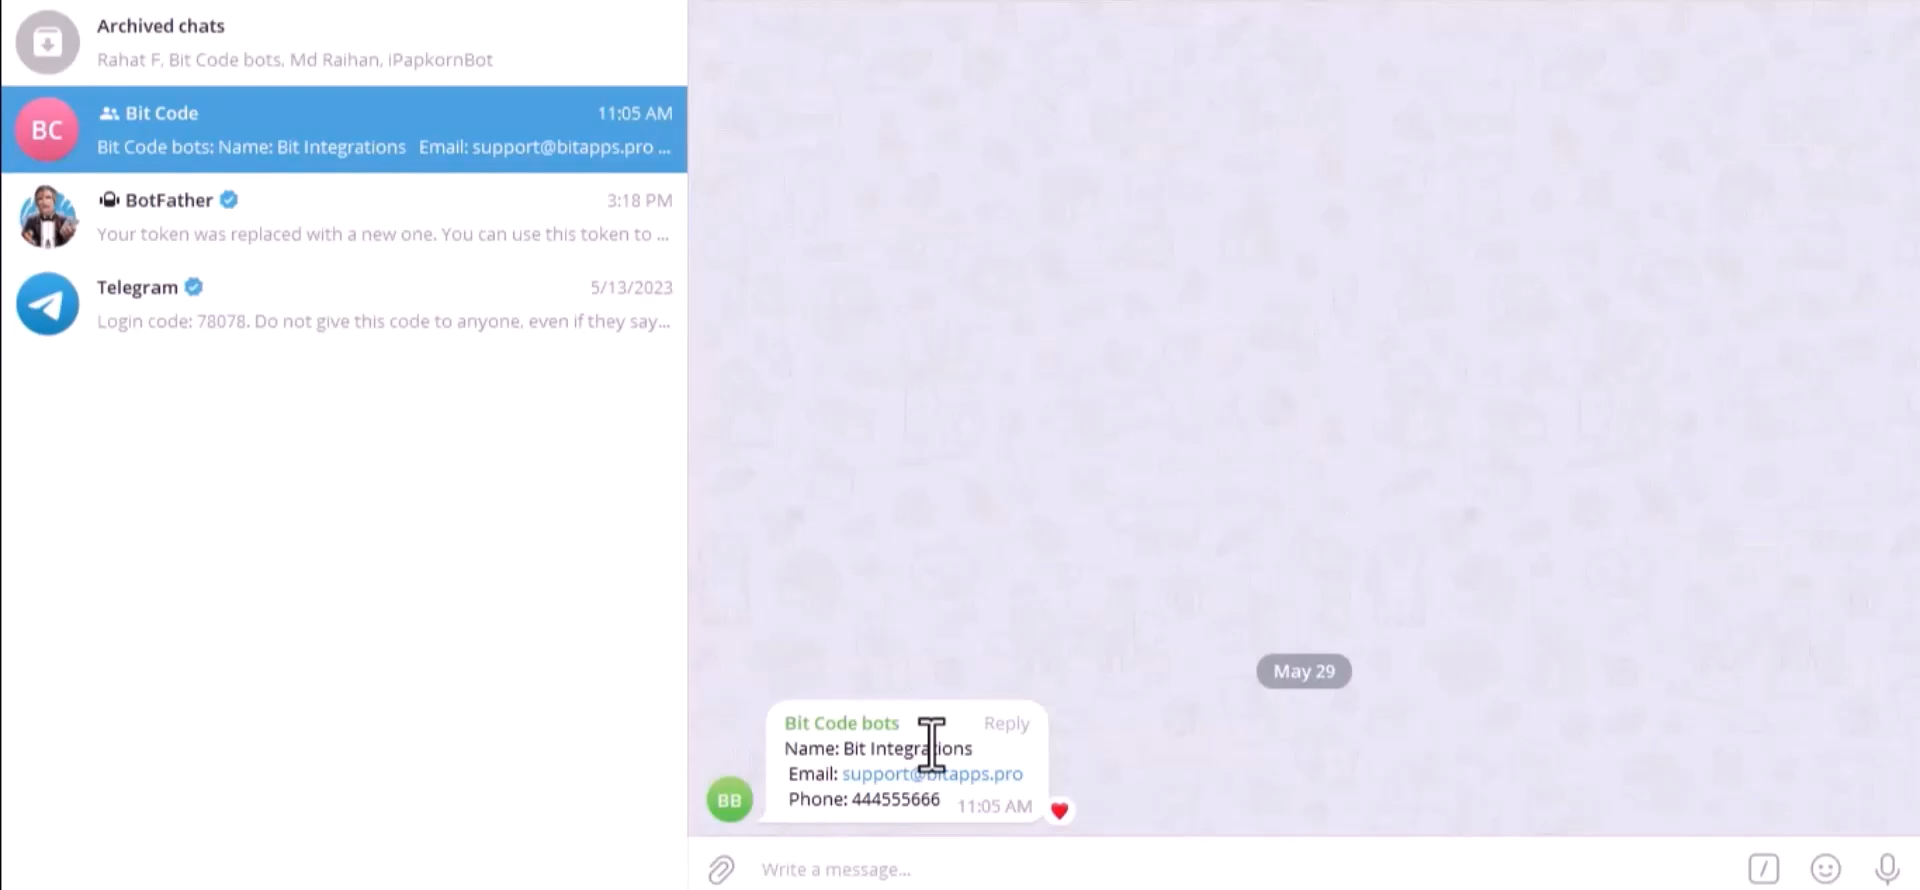 Archived chats
Rahat F, Bit Code bots, Md Raihan, iPapkornBot
BC
Bit Code 11:05 AM
Bit Code bots: Name: Bit Integrations Email: support@bitapps.pro ...
BotFather 3:18 PM
Your token was replaced with a new one. You can use this token to ...
Telegram 5/13/2023
Login code: 78078. Do not give this code to anyone, even if they say...
May 29
Bit Code bots Reply
Name: Bit Integrations
Email: support@bitapps.pro
Phone: 444555666 11:05 AM
BB
Write a message...